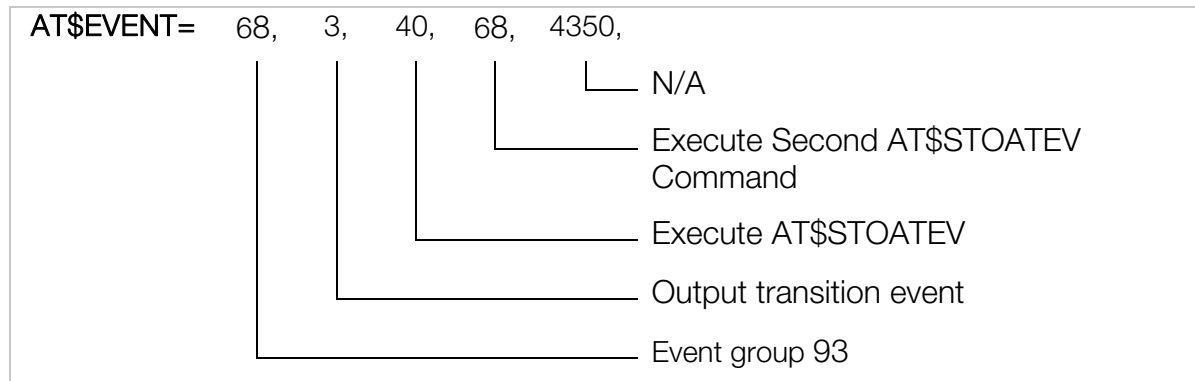 AT$EVENT= 68, 3, 40, 68, 4350,
N/A
Execute Second AT$STOATEV
Command
Execute AT$STOATEV
Output transition event
Event group 93